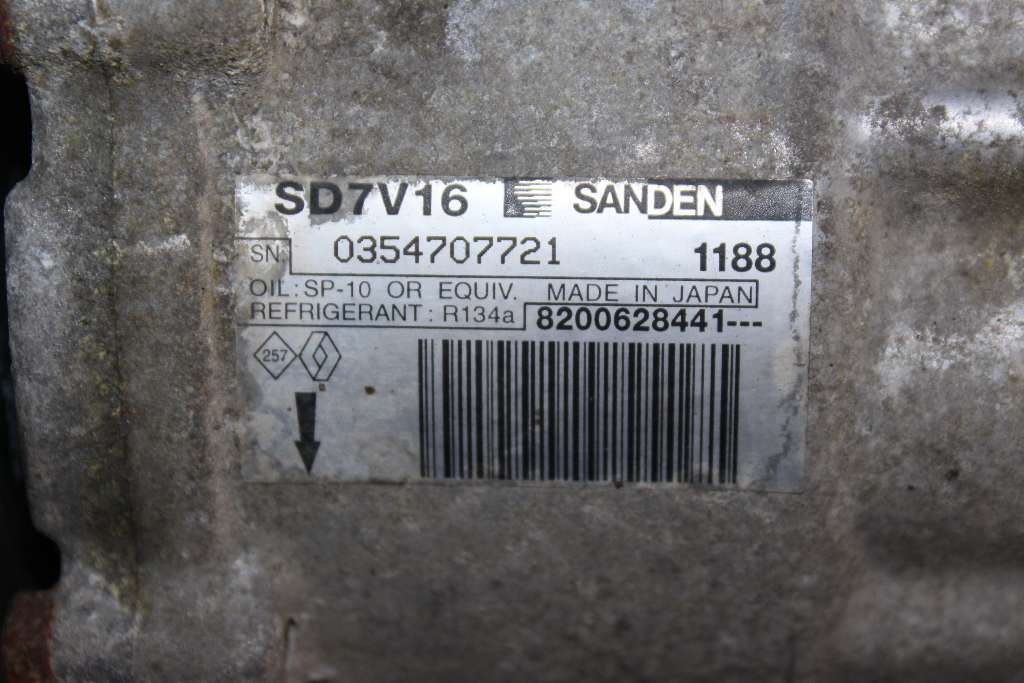 SD7V16 SANDEN
SN: 0354707721 1188
OIL: SP-10 OR EQUIV. MADE IN JAPAN
REFRIGERANT: R134a 8200628441---
257